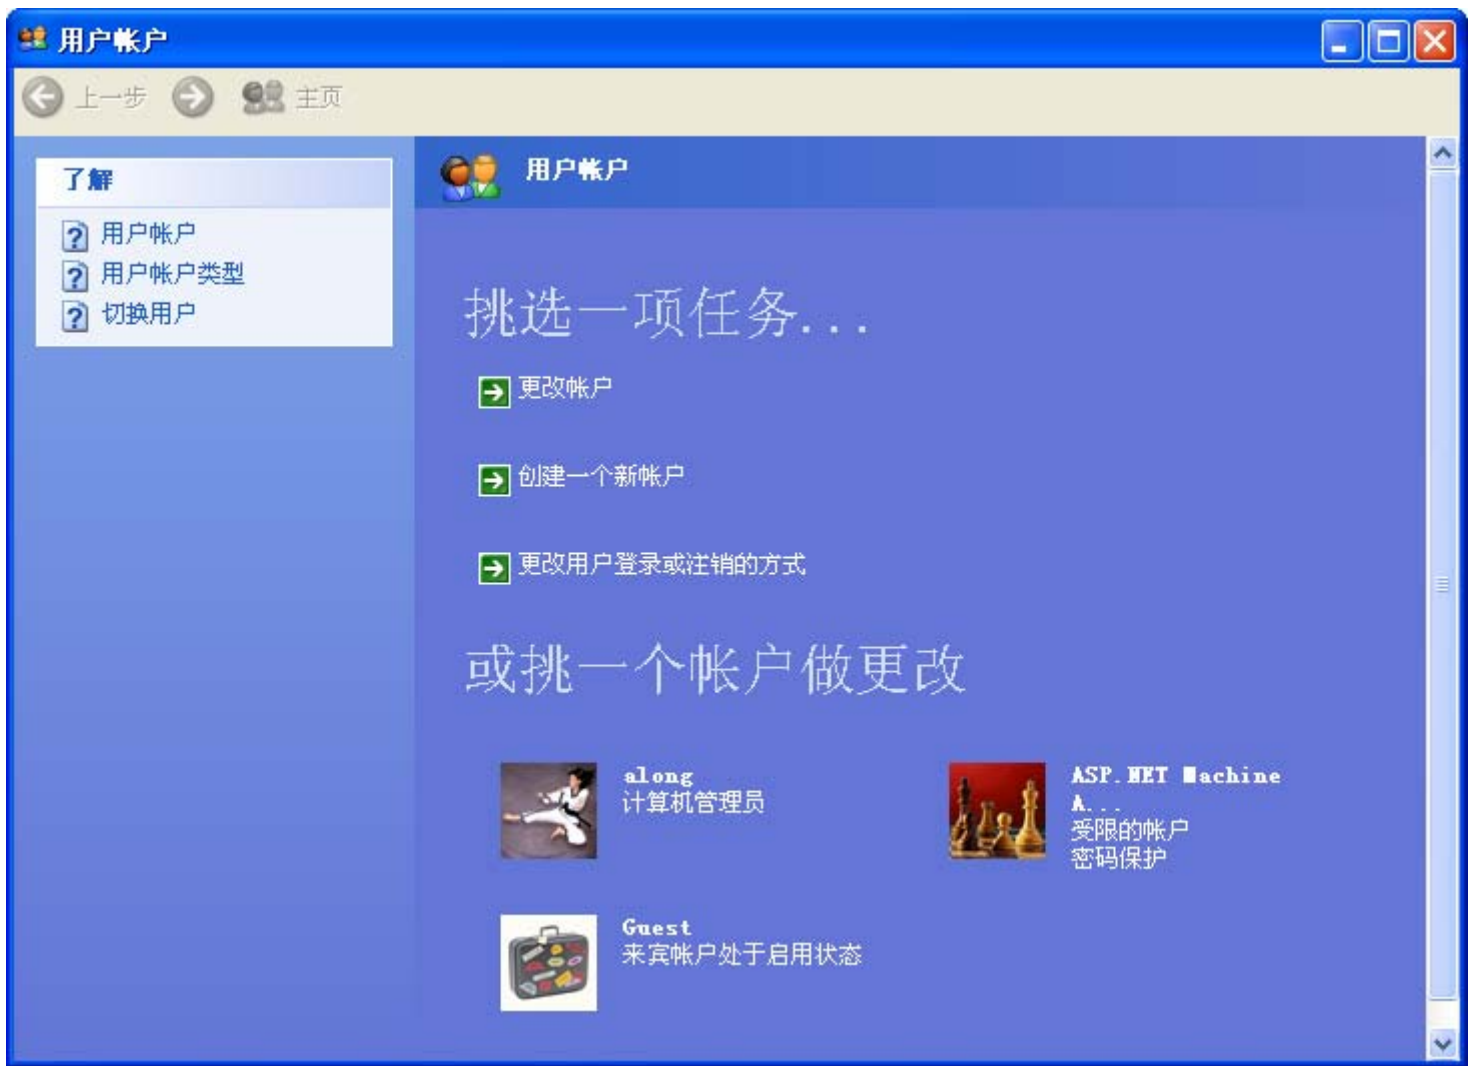 用户帐户
上一步 主页
了解
用户帐户
用户帐户类型
切换用户
用户帐户
挑选一项任务...
更改帐户
创建一个新帐户
更改用户登录或注销的方式
或挑一个帐户做更改
along
计算机管理员
ASP.NET Machine
A...
受限的帐户
密码保护
Guest
来宾帐户处于启用状态